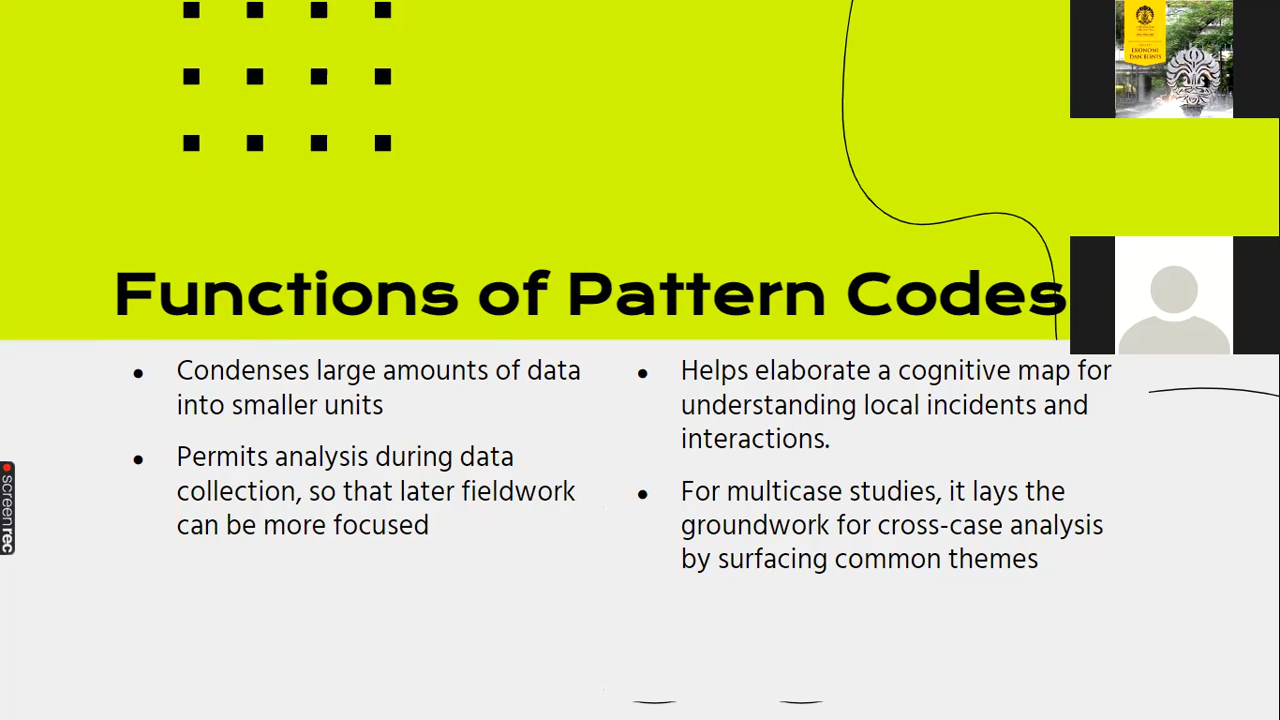 Functions of Pattern Codes
Condenses large amounts of data
into smaller units
Permits analysis during data
collection, so that later fieldwork
can be more focused
Helps elaborate a cognitive map for
understanding local incidents and
interactions.
For multicase studies, it lays the
groundwork for cross-case analysis
by surfacing common themes
EKONOMI
DAN BISNIS
screenrec